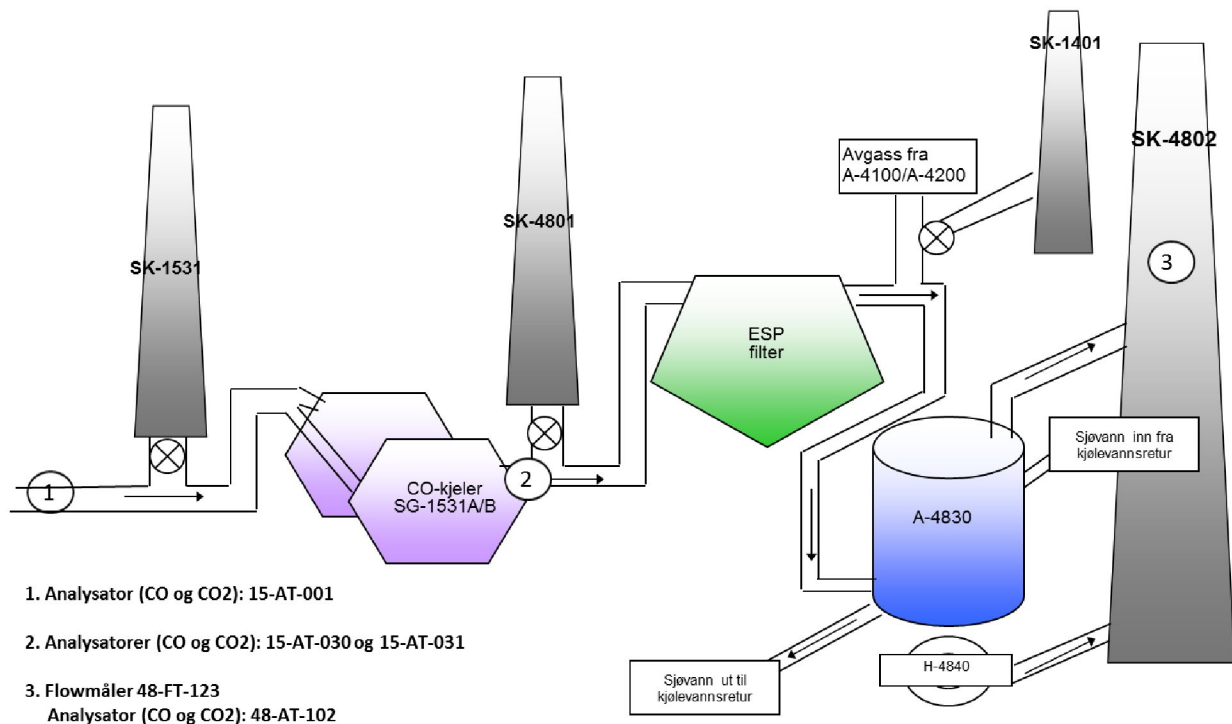 SK-1401
SK-4802
Avgass fra
A-4100/A-4200
SK-4801
SK-1531
3
ESP
filter
Sjøvann inn fra
kjølevannsretur
1
CO-kjeler
SG-1531A/B
2
A-4830
1. Analysator (CO og CO2): 15-AT-001
2. Analysatorer (CO og CO2): 15-AT-030 og 15-AT-031
3. Flowmåler 48-FT-123
Analysator (CO og CO2): 48-AT-102
Sjøvann ut til
kjølevannsretur
H-4840